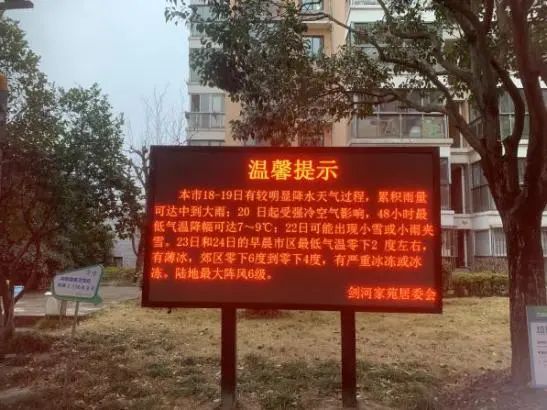 温馨提示
本市18-19日有较明显降水天气过程，累积雨量
可达中到大雨；20 日起受强冷空气影响，48小时最
低气温降幅可达7～9℃；22日可能出现小雪或小雨夹
雪。23日和24日的早晨市区最低气温零下2 度左右，
有薄冰，郊区零下6度到零下4度，有严重冰冻或冰
冻，陆地最大阵风6级。
剑河家苑居委会